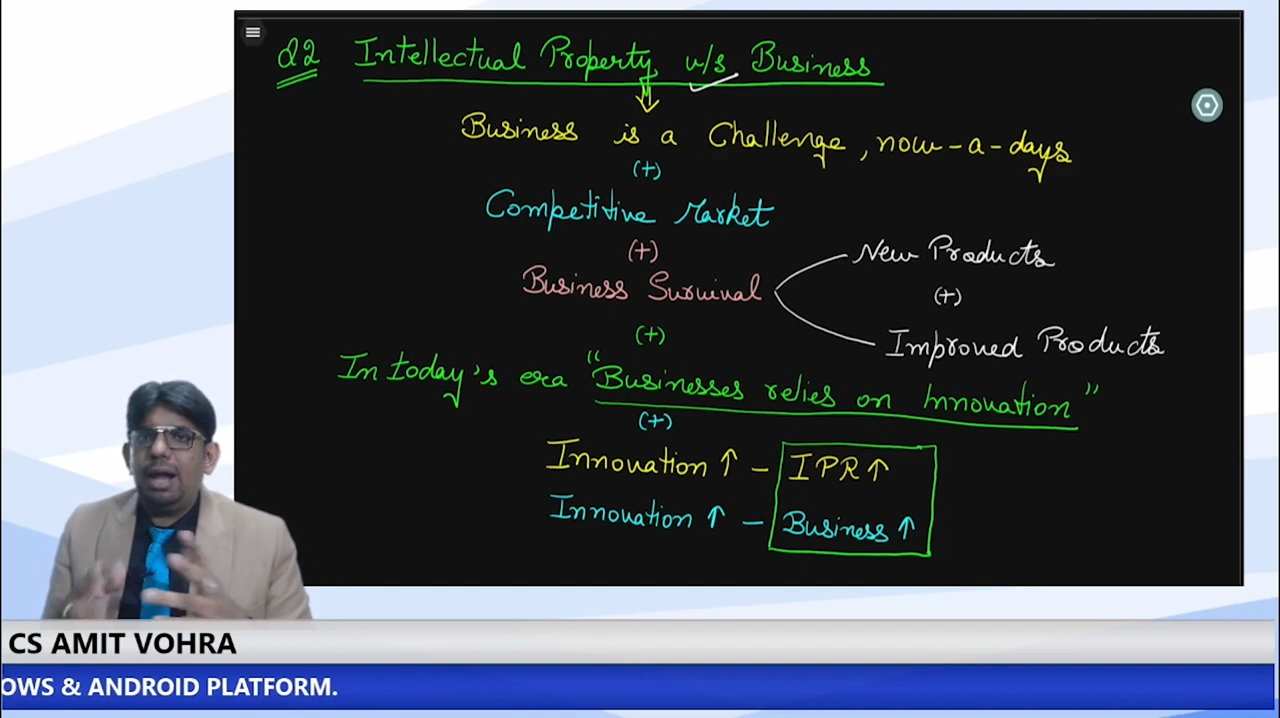 Q2 Intellectual Property v/s Business
Business is a Challenge, now-a-days
(+)
Competitive Market
(+)
Business Survival
New Products
(+)
Improved Products
(+)
In today's era "Businesses relies on Innovation"
(+)
Innovation ↑ - IPR ↑
Innovation ↑ - Business ↑
CS AMIT VOHRA
OWS & ANDROID PLATFORM.